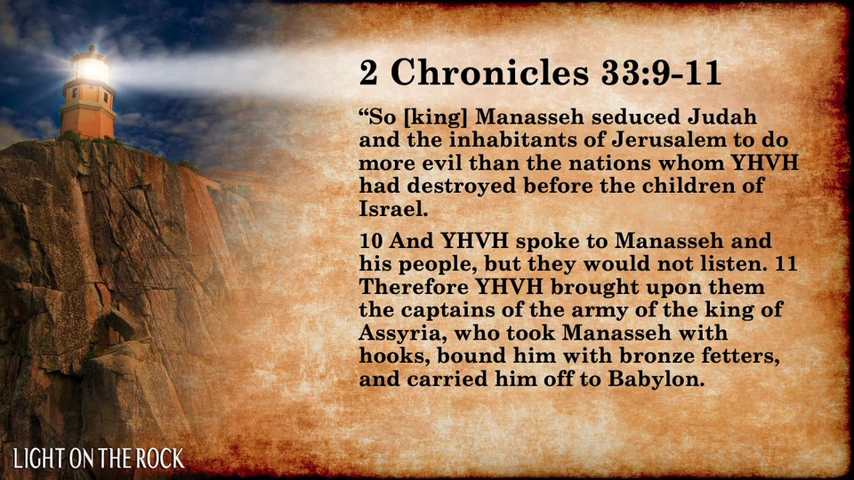 2 Chronicles 33:9-11
“So [king] Manasseh seduced Judah
and the inhabitants of Jerusalem to do
more evil than the nations whom YHVH
had destroyed before the children of
Israel.
10 And YHVH spoke to Manasseh and
his people, but they would not listen. 11
Therefore YHVH brought upon them
the captains of the army of the king of
Assyria, who took Manasseh with
hooks, bound him with bronze fetters,
and carried him off to Babylon.
LIGHT ON THE ROCK